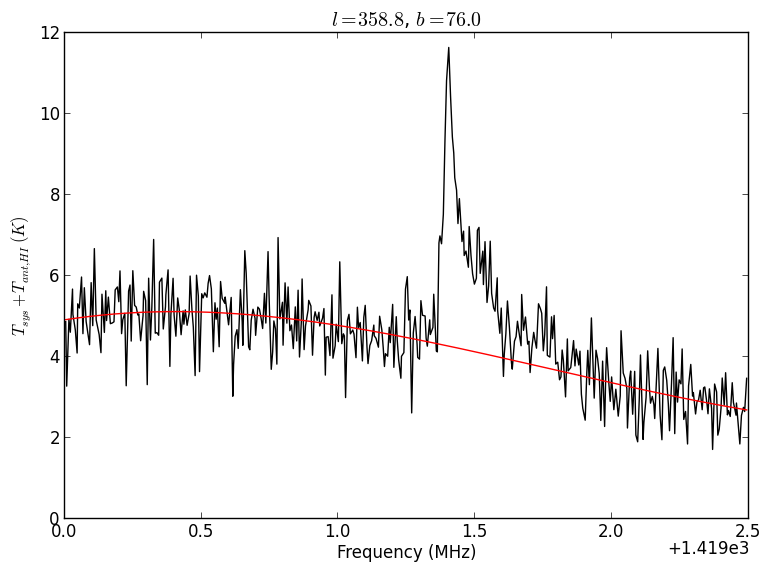 l = 358.8, b = 76.0
12
10
8
6
4
2
0
T_sys + T_ant,HI (K)
0.0 0.5 1.0 1.5 2.0 2.5
Frequency (MHz)
+1.419e3